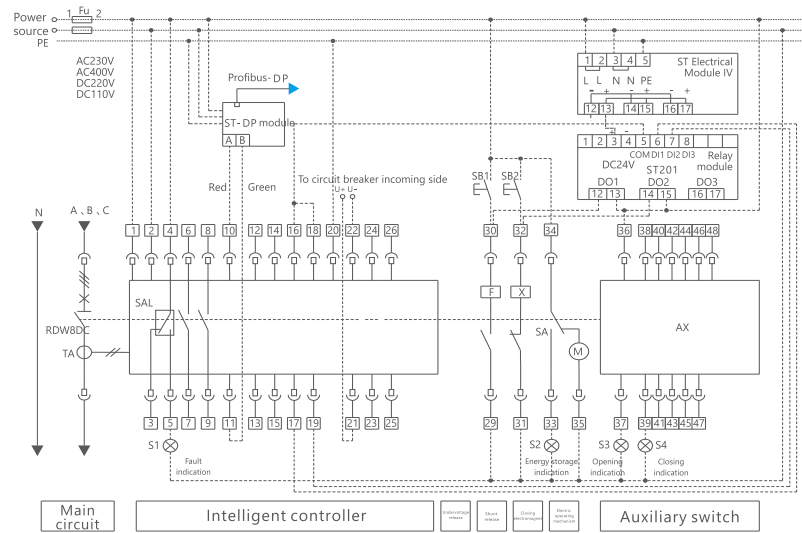 Power 1 Fu 2
source
PE
AC230V
AC400V
DC220V
DC110V
Profibus-DP
ST-DP module
A B
Red Green
To circuit breaker incoming side
U+ U-
SB1 SB2
1 2 3 4 5
L L N N PE
ST Electrical
Module IV
- + - + - +
12 13 14 15 16 17
+ -
1 2 3 4 5 6 7 8
COM DI1 DI2 DI3
DC24V
Relay
module
ST201
DO1 DO2 DO3
12 13 14 15 16 17
N
A、B、C
1 2 4 6 8 10 12 14 16 18 20 22 24 26
30 32 34
36 38 40 42 44 46 48
SAL
RDW8DC
TA
F X
SA
M
AX
3 5 7 9 11 13 15 17 19 21 23 25
29 31 33 35
37 39 41 43 45 47
S1
Fault
indication
S2
Energy storage
indication
S3
Opening
indication
S4
Closing
indication
Main
circuit
Intelligent controller
Undervoltage
release
Shunt
release
Closing
electromagnet
Electric
operating
mechanism
Auxiliary switch